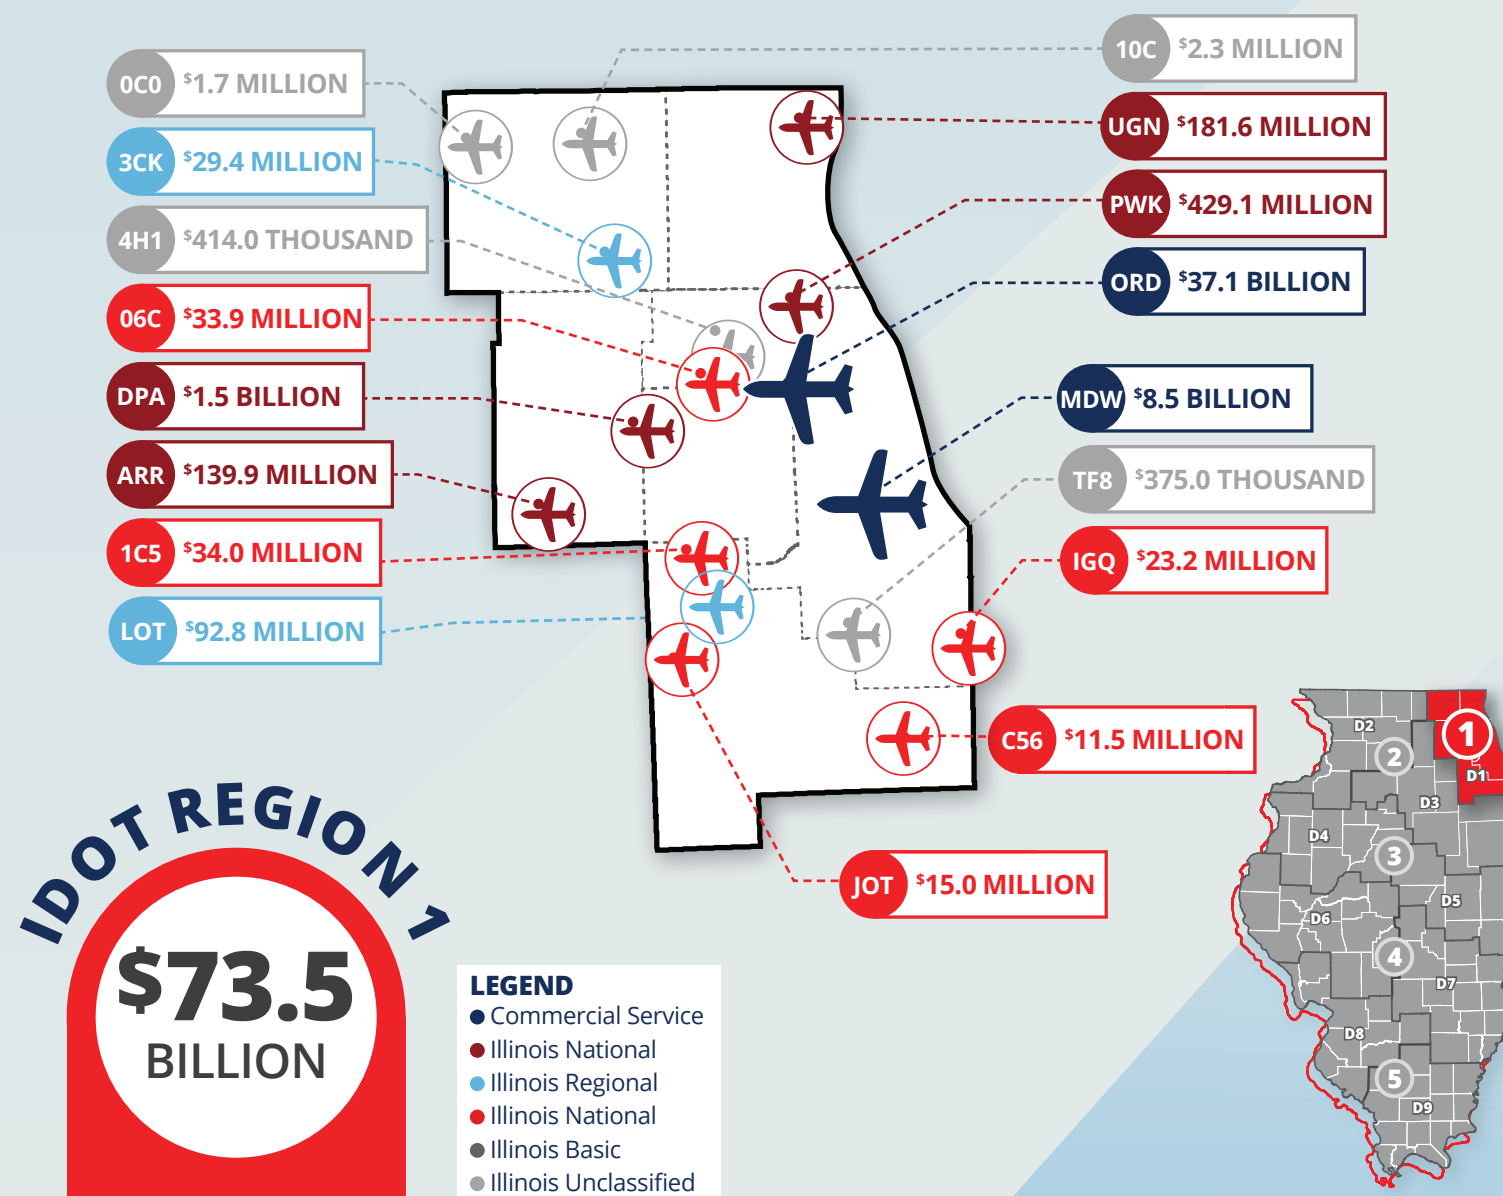 0C0 $1.7 MILLION
3CK $29.4 MILLION
4H1 $414.0 THOUSAND
06C $33.9 MILLION
DPA $1.5 BILLION
ARR $139.9 MILLION
1C5 $34.0 MILLION
LOT $92.8 MILLION
10C $2.3 MILLION
UGN $181.6 MILLION
PWK $429.1 MILLION
ORD $37.1 BILLION
MDW $8.5 BILLION
TF8 $375.0 THOUSAND
IGQ $23.2 MILLION
C56 $11.5 MILLION
JOT $15.0 MILLION
IDOT REGION 1
$73.5
BILLION
LEGEND
Commercial Service
Illinois National
Illinois Regional
Illinois National
Illinois Basic
Illinois Unclassified
D2
1
2
D1
D3
D4
3
D5
D6
4
D7
D8
5
D9